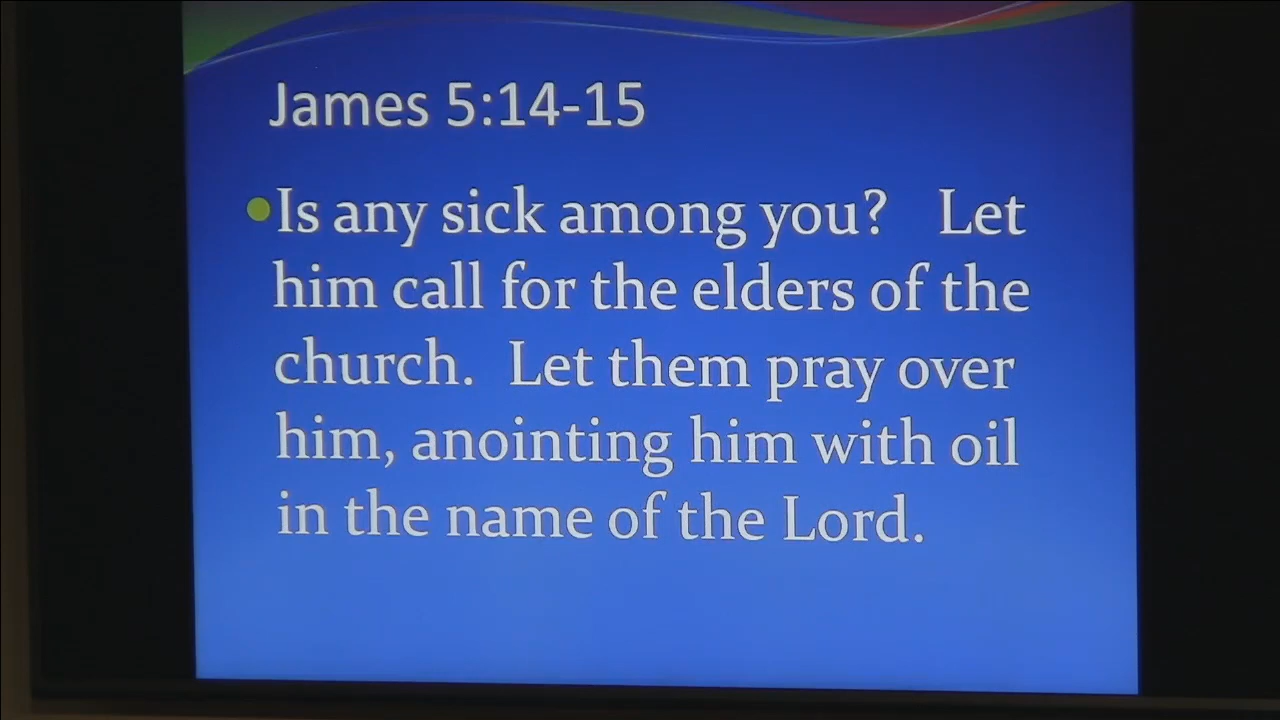 James 5:14-15
Is any sick among you? Let
him call for the elders of the
church. Let them pray over
him, anointing him with oil
in the name of the Lord.